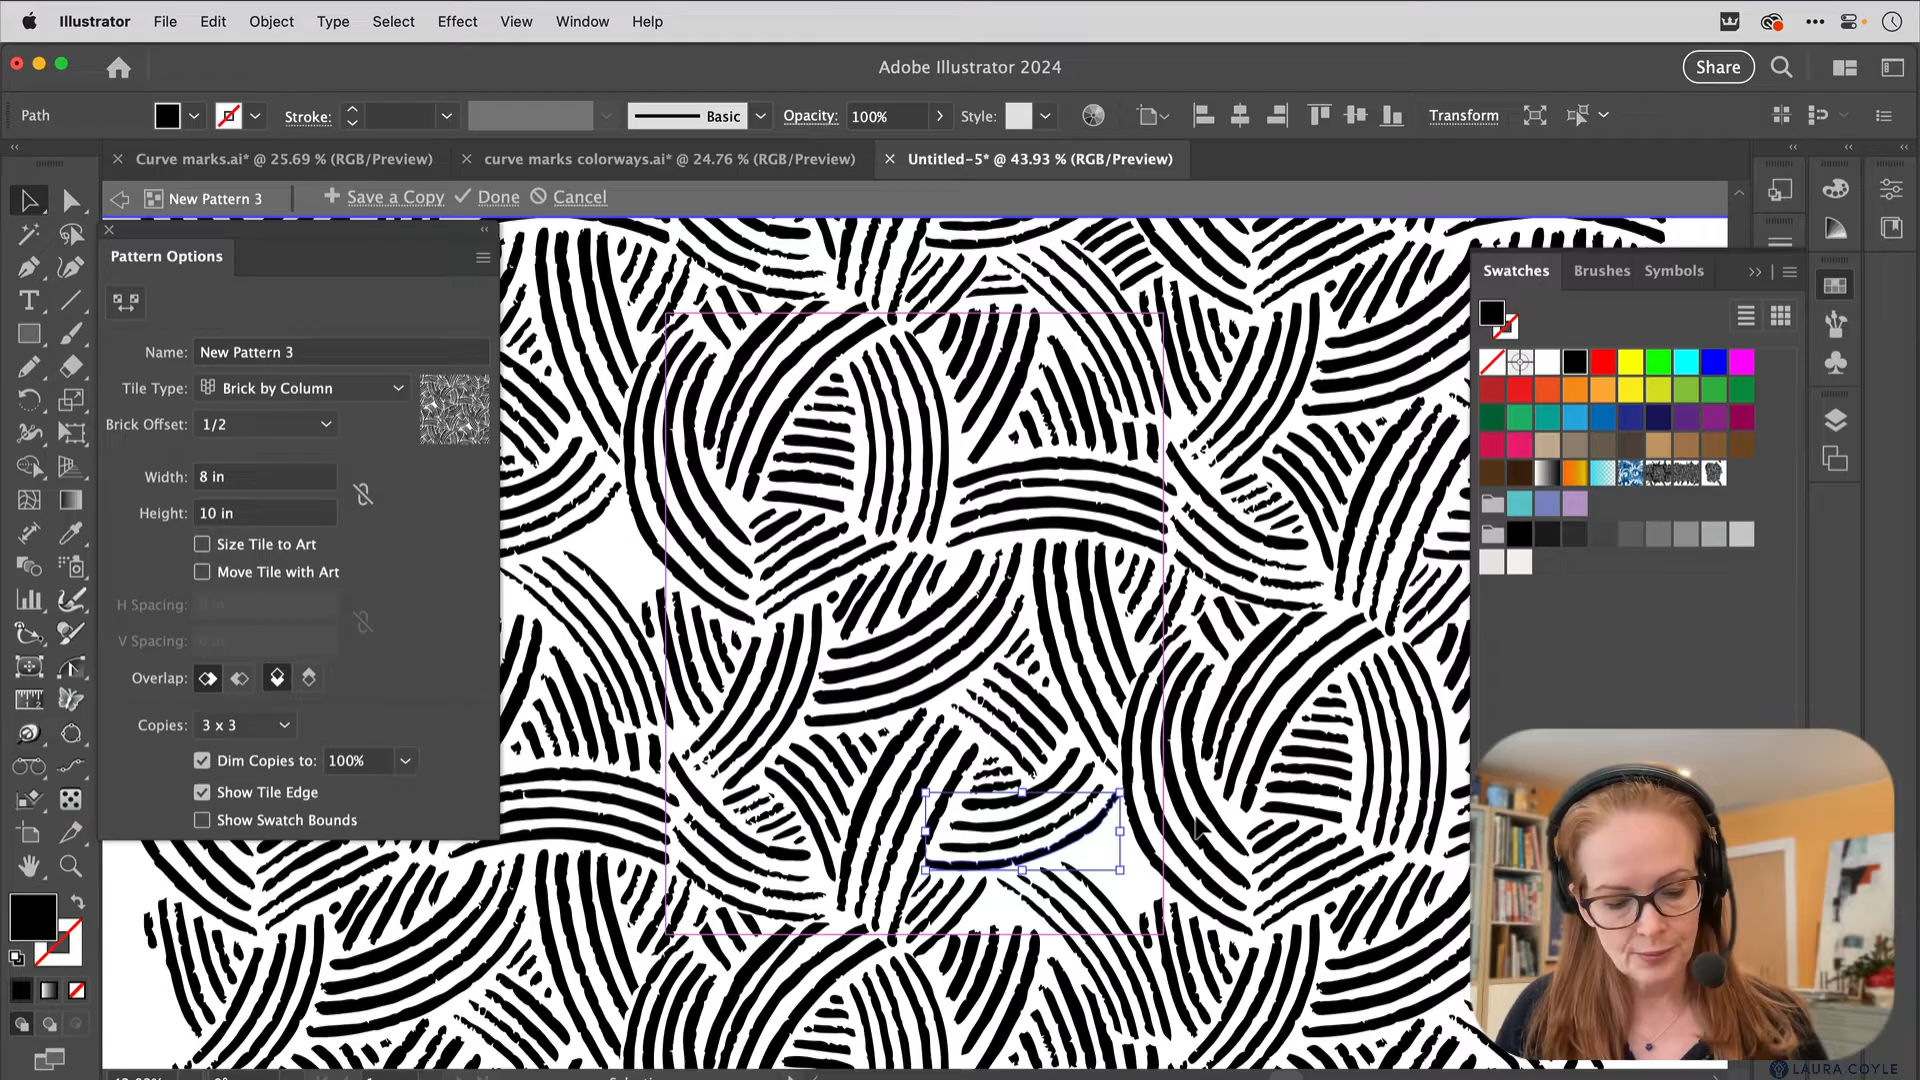 Illustrator File Edit Object Type Select Effect View Window Help
Adobe Illustrator 2024
Share
Path
Stroke:
Basic
Opacity: 100%
Style:
Transform
Curve marks.ai* @ 25.69 % (RGB/Preview)
curve marks colorways.ai* @ 24.76 % (RGB/Preview)
Untitled-5* @ 43.93 % (RGB/Preview)
New Pattern 3
Save a Copy
Done
Cancel
Pattern Options
Name: New Pattern 3
Tile Type: Brick by Column
Brick Offset: 1/2
Width: 8 in
Height: 10 in
Size Tile to Art
Move Tile with Art
H Spacing:
V Spacing:
Overlap:
Copies: 3 x 3
Dim Copies to: 100%
Show Tile Edge
Show Swatch Bounds
Swatches Brushes Symbols
LAURA COYLE